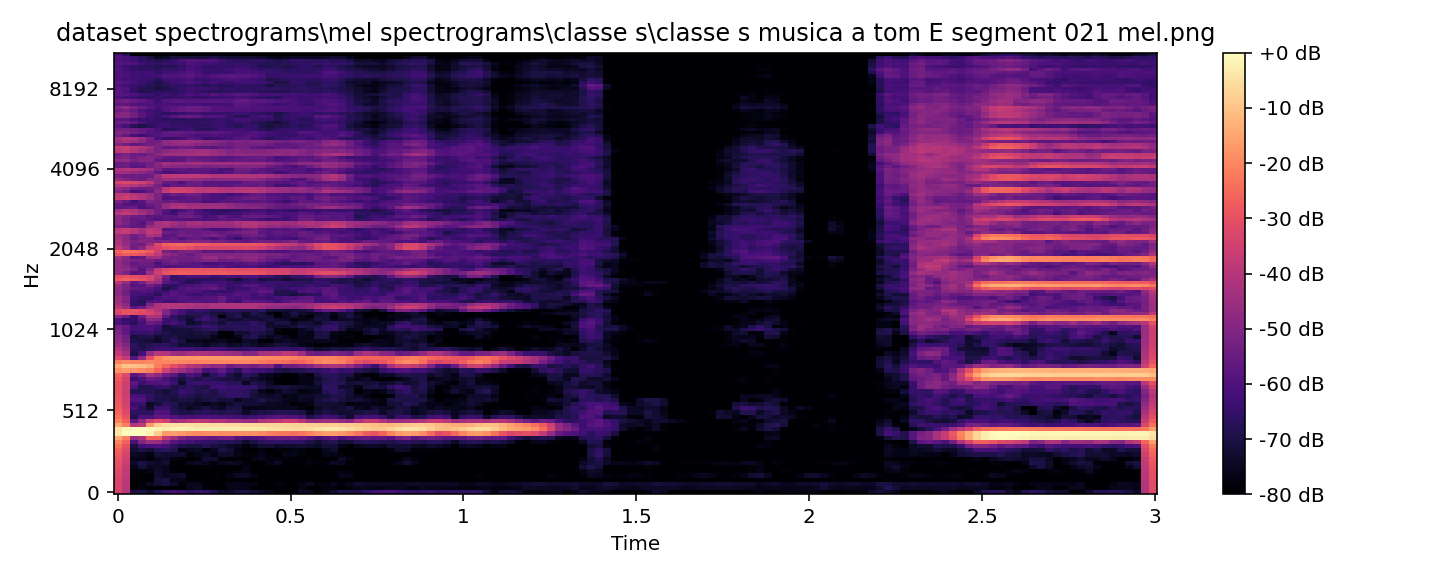 dataset spectrograms\mel spectrograms\classe s\classe s musica a tom E segment 021 mel.png
8192
4096
2048
1024
512
0
Hz
0
0.5
1
1.5
2
2.5
3
Time
+0 dB
-10 dB
-20 dB
-30 dB
-40 dB
-50 dB
-60 dB
-70 dB
-80 dB